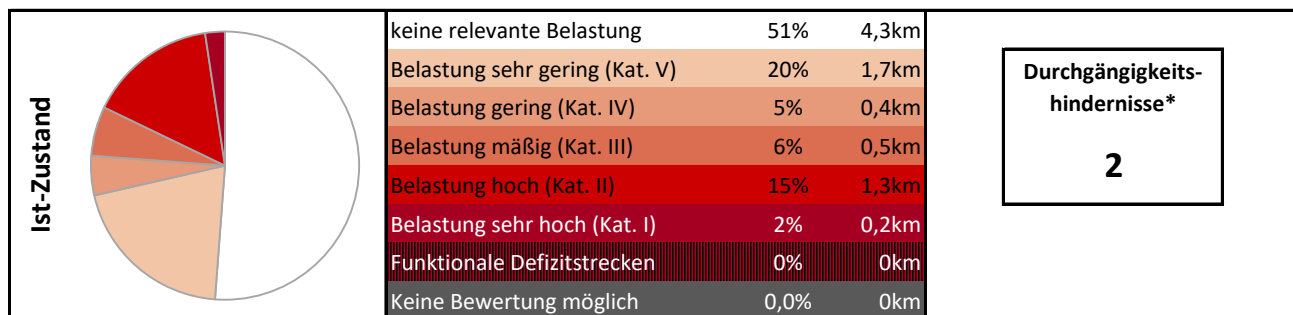 Ist-Zustand
keine relevante Belastung 51% 4,3km
Belastung sehr gering (Kat. V) 20% 1,7km
Belastung gering (Kat. IV) 5% 0,4km
Belastung mäßig (Kat. III) 6% 0,5km
Belastung hoch (Kat. II) 15% 1,3km
Belastung sehr hoch (Kat. I) 2% 0,2km
Funktionale Defizitstrecken 0% 0km
Keine Bewertung möglich 0,0% 0km
Durchgängigkeits-
hindernisse*
2